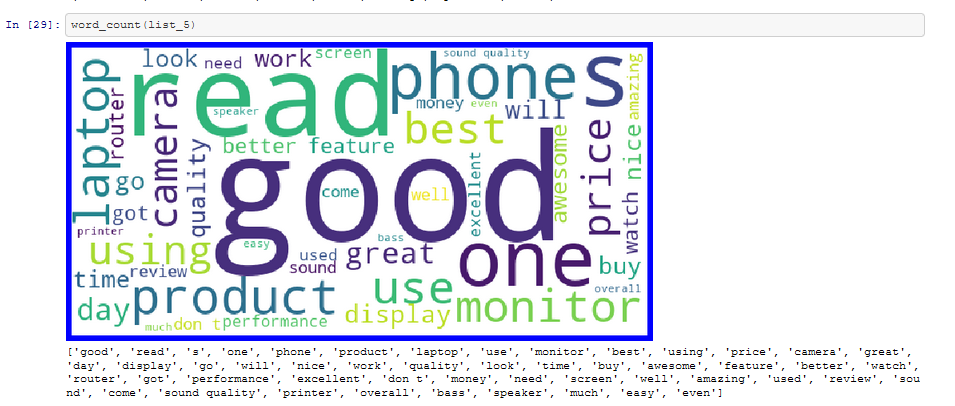 In [29]: word_count(list_5)
look need work screen sound quality
laptop router read phones s amazing
speaker money even will
camera best
better feature awesome price nice
go quality good come well excellent
got watch
printer easy bass
using used great one
time review sound buy
overall
day product use monitor
much don t performance display
['good', 'read', 's', 'one', 'phone', 'product', 'laptop', 'use', 'monitor', 'best', 'using', 'price', 'camera', 'great',
'day', 'display', 'go', 'will', 'nice', 'work', 'quality', 'look', 'time', 'buy', 'awesome', 'feature', 'better', 'watch',
'router', 'got', 'performance', 'excellent', 'don t', 'money', 'need', 'screen', 'well', 'amazing', 'used', 'review', 'sou
nd', 'come', 'sound quality', 'printer', 'overall', 'bass', 'speaker', 'much', 'easy', 'even']